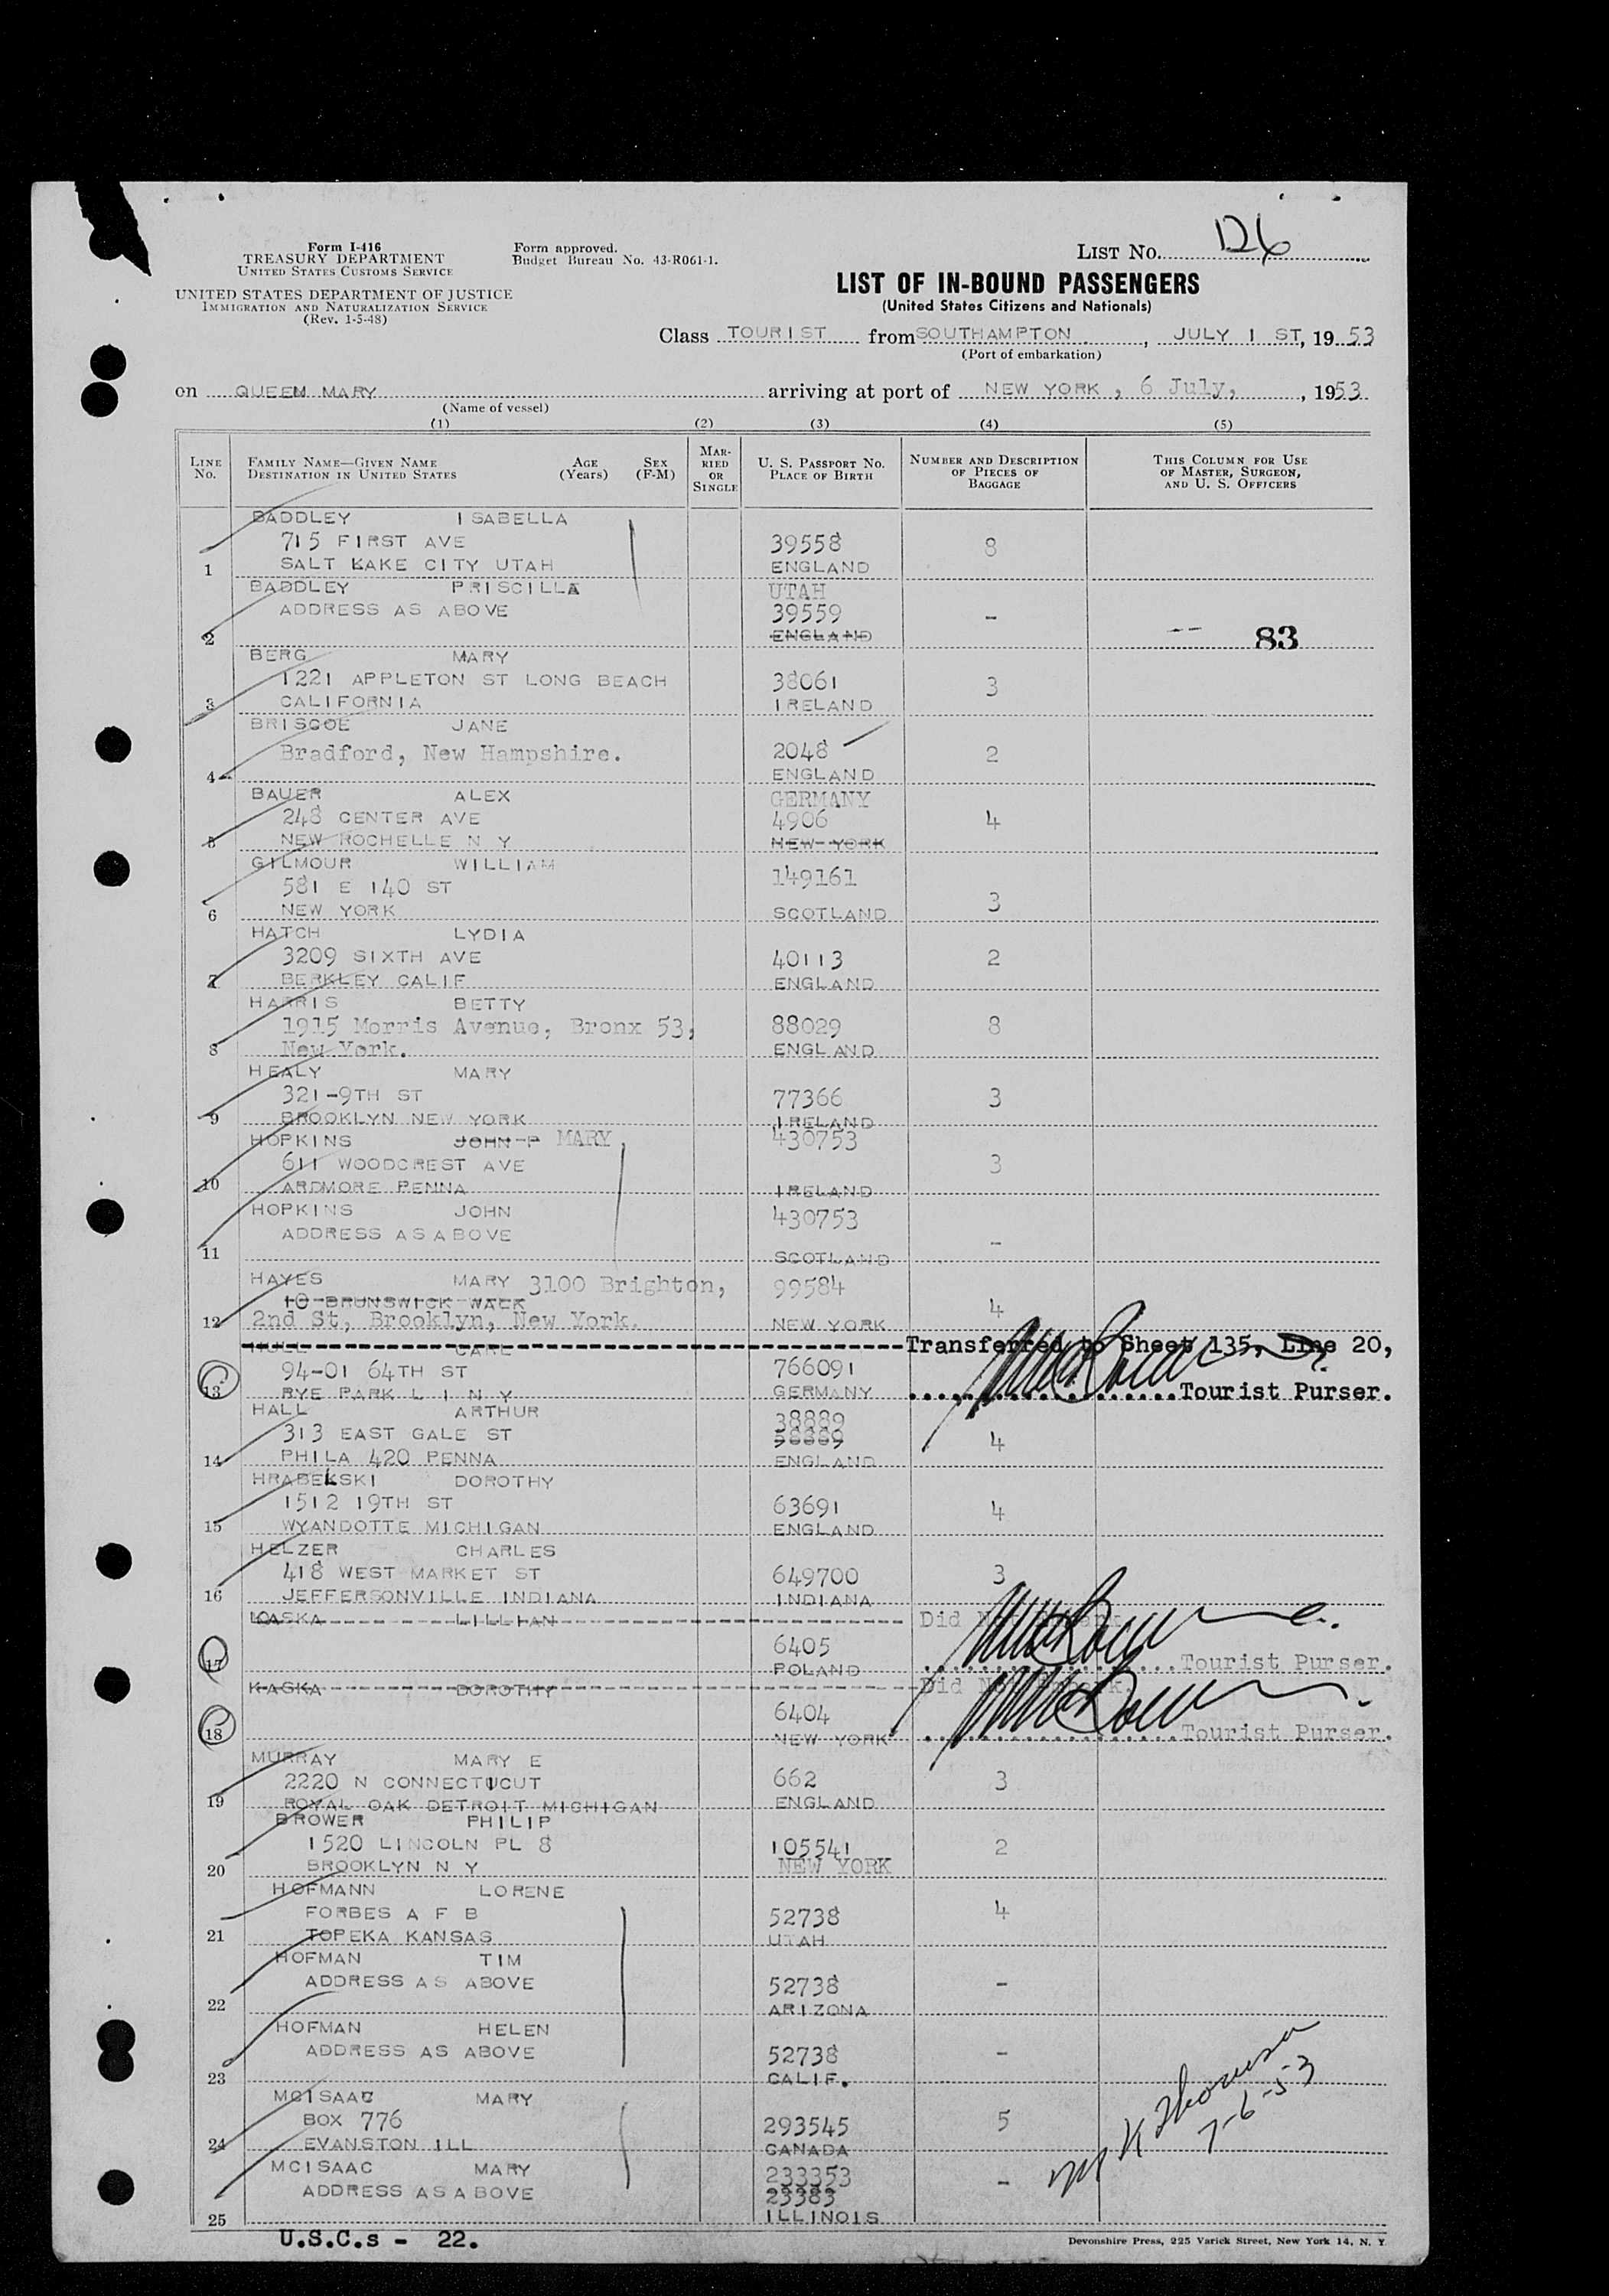 Form I-416
TREASURY DEPARTMENT
UNITED STATES CUSTOMS SERVICE
UNITED STATES DEPARTMENT OF JUSTICE
IMMIGRATION AND NATURALIZATION SERVICE
(Rev. 1-5-48)
Form approved.
Budget Bureau No. 43-R061-1.
LIST NO. 126
LIST OF IN-BOUND PASSENGERS
(United States Citizens and Nationals)
Class TOURIST from SOUTHAMPTON, JULY 1 ST, 1953
(Port of embarkation)
on QUEEN MARY arriving at port of NEW YORK, 6 July, , 1953
(Name of vessel)
(1) (2) (3) (4) (5)
LINE NO. FAMILY NAME—GIVEN NAME DESTINATION IN UNITED STATES AGE (Years) SEX (F-M) MARRIED OR SINGLE U. S. PASSPORT NO. PLACE OF BIRTH NUMBER AND DESCRIPTION OF PIECES OF BAGGAGE THIS COLUMN FOR USE OF MASTER, SURGEON, AND U. S. OFFICERS
BADDLEY ISABELLA
715 FIRST AVE 39558 8
1 SALT LAKE CITY UTAH ENGLAND
BADDLEY PRISCILLA UTAH
ADDRESS AS ABOVE 39559 -
2 ENGLAND -- 83
BERG MARY
1221 APPLETON ST LONG BEACH 38061 3
3 CALIFORNIA IRELAND
BRISCOE JANE
Bradford, New Hampshire. 2048 2
4 ENGLAND
BAUER ALEX GERMANY
248 CENTER AVE 4906 4
5 NEW ROCHELLE N Y NEW YORK
GILMOUR WILLIAM 149161
581 E 140 ST 3
6 NEW YORK SCOTLAND
HATCH LYDIA
3209 SIXTH AVE 40113 2
7 BERKLEY CALIF ENGLAND
HARRIS BETTY
1915 Morris Avenue, Bronx 53, 88029 8
8 New York. ENGLAND
HEALY MARY
321-9TH ST 77366 3
9 BROOKLYN NEW YORK IRELAND
HOPKINS JOHN P MARY, 430753
611 WOODCREST AVE 3
10 ARDMORE PENNA IRELAND
HOPKINS JOHN 430753
ADDRESS AS ABOVE -
11 SCOTLAND
HAYES MARY 3100 Brighton, 99584
10 BRUNSWICK WALK 4
12 2nd St, Brooklyn, New York. NEW YORK
HULL CARL Transferred to Sheet 135, Line 20,
94-01 64TH ST 766091
13 RYE PARK L I N Y GERMANY Tourist Purser.
HALL ARTHUR 38889
313 EAST GALE ST 58889 4
14 PHILA 420 PENNA ENGLAND
HRABELSKI DOROTHY
1512 19TH ST 63691 4
15 WYANDOTTE MICHIGAN ENGLAND
HELZER CHARLES
418 WEST MARKET ST 649700 3
16 JEFFERSONVILLE INDIANA INDIANA
KASKA LILLIAN Did Not Embark.
6405
17 POLAND Tourist Purser.
KASKA DOROTHY Did Not Embark.
6404
18 NEW YORK Tourist Purser.
MURRAY MARY E
2220 N CONNECTUCUT 662 3
19 ROYAL OAK DETROIT MICHIGAN ENGLAND
BROWER PHILIP
1520 LINCOLN PL 8 105541 2
20 BROOKLYN N Y NEW YORK
HOFMANN LORENE
FORBES A F B 52738 4
21 TOPEKA KANSAS UTAH
HOFMAN TIM
ADDRESS AS ABOVE 52738 -
22 ARIZONA
HOFMAN HELEN
ADDRESS AS ABOVE 52738 -
23 CALIF.
MCISAAC MARY
BOX 776 293545 5
24 EVANSTON ILL CANADA
7-6-53
MCISAAC MARY 233353
ADDRESS AS ABOVE 23383 -
25 ILLINOIS
U.S.C.s - 22.
Devonshire Press, 225 Varick Street, New York 14, N. Y.